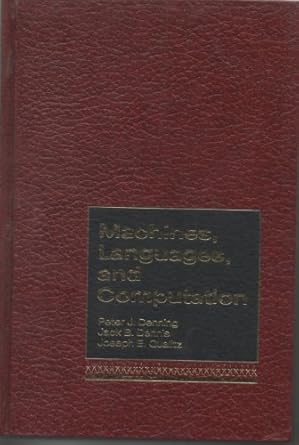 Machines,
Languages,
and
Computation
Peter J. Denning
Jack B. Dennis
Joseph E. Qualitz